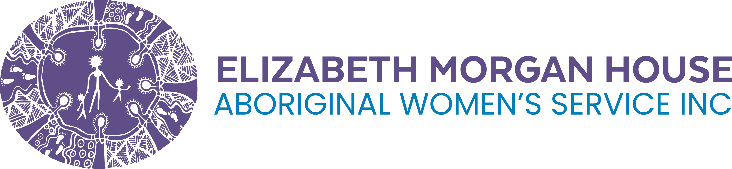 ELIZABETH MORGAN HOUSE
ABORIGINAL WOMEN'S SERVICE INC